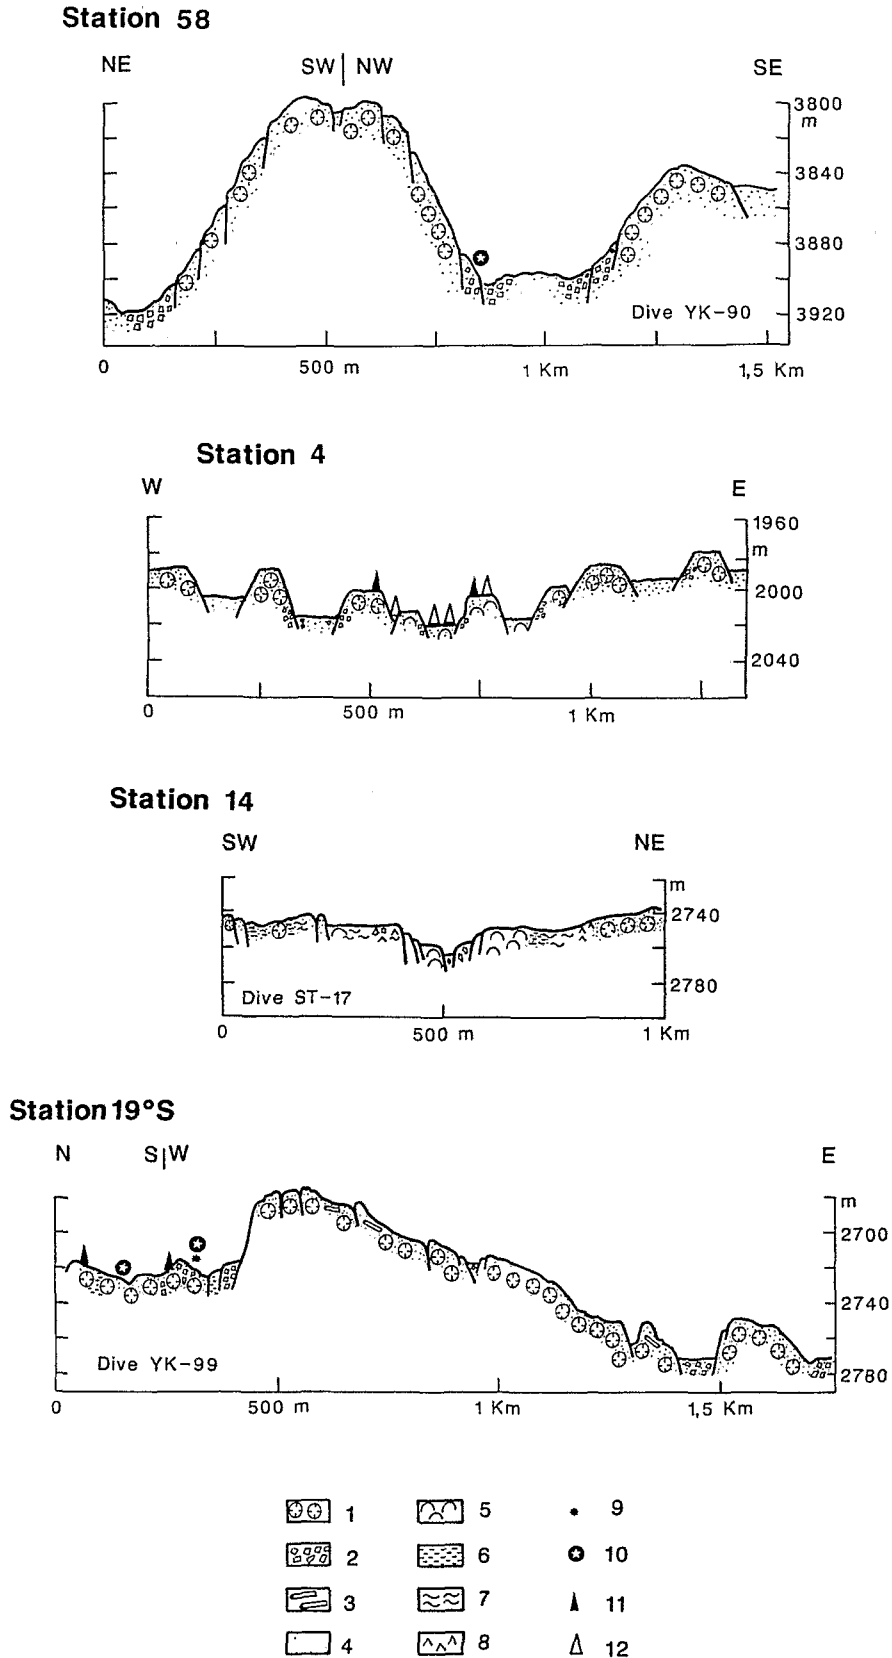 Station 58
NE SW | NW SE
3800
m
3840
3880
Dive YK-90
3920
0 500 m 1 Km 1,5 Km
Station 4
W E
1960
m
2000
2040
0 500 m 1 Km
Station 14
SW NE
m
2740
2780
Dive ST-17
0 500 m 1 Km
Station 19°S
N S|W E
m
2700
2740
Dive YK-99
2780
0 500 m 1 Km 1,5 Km
1 5 9
2 6 10
3 7 11
4 8 12